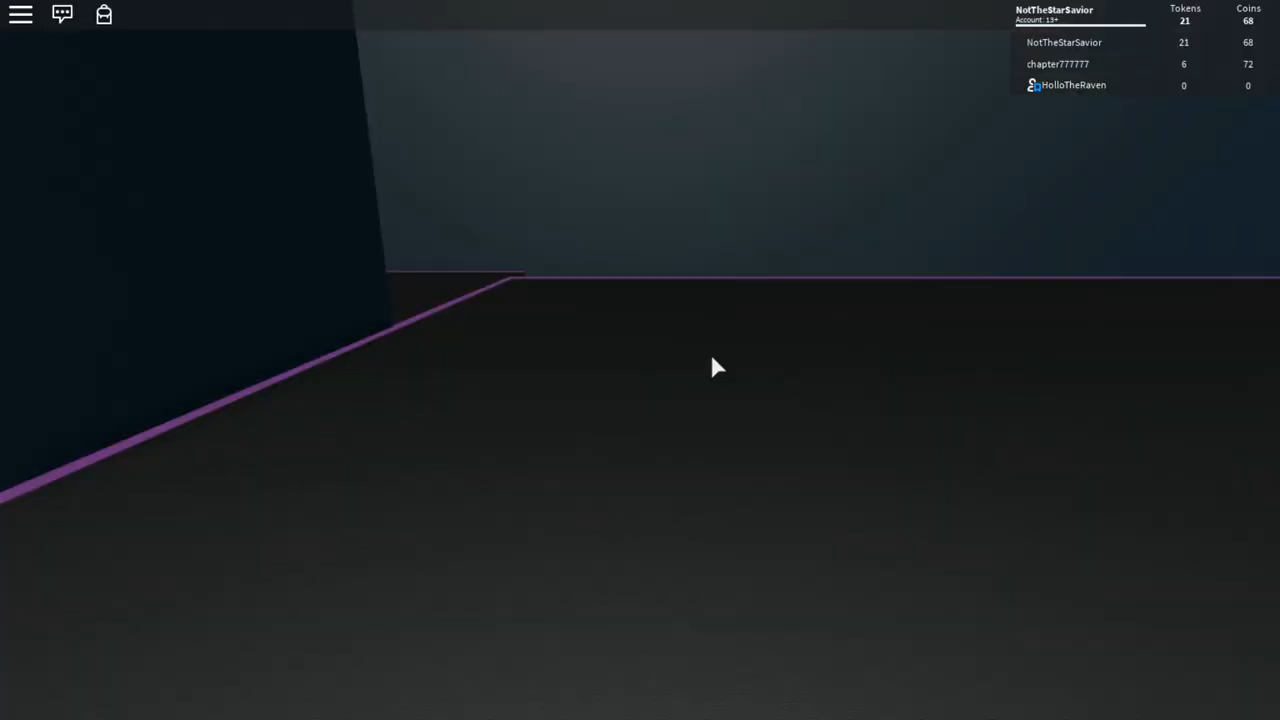 NotTheStarSavior Tokens Coins
Account: 13+ 21 68
NotTheStarSavior 21 68
chapter777777 6 72
HolloTheRaven 0 0